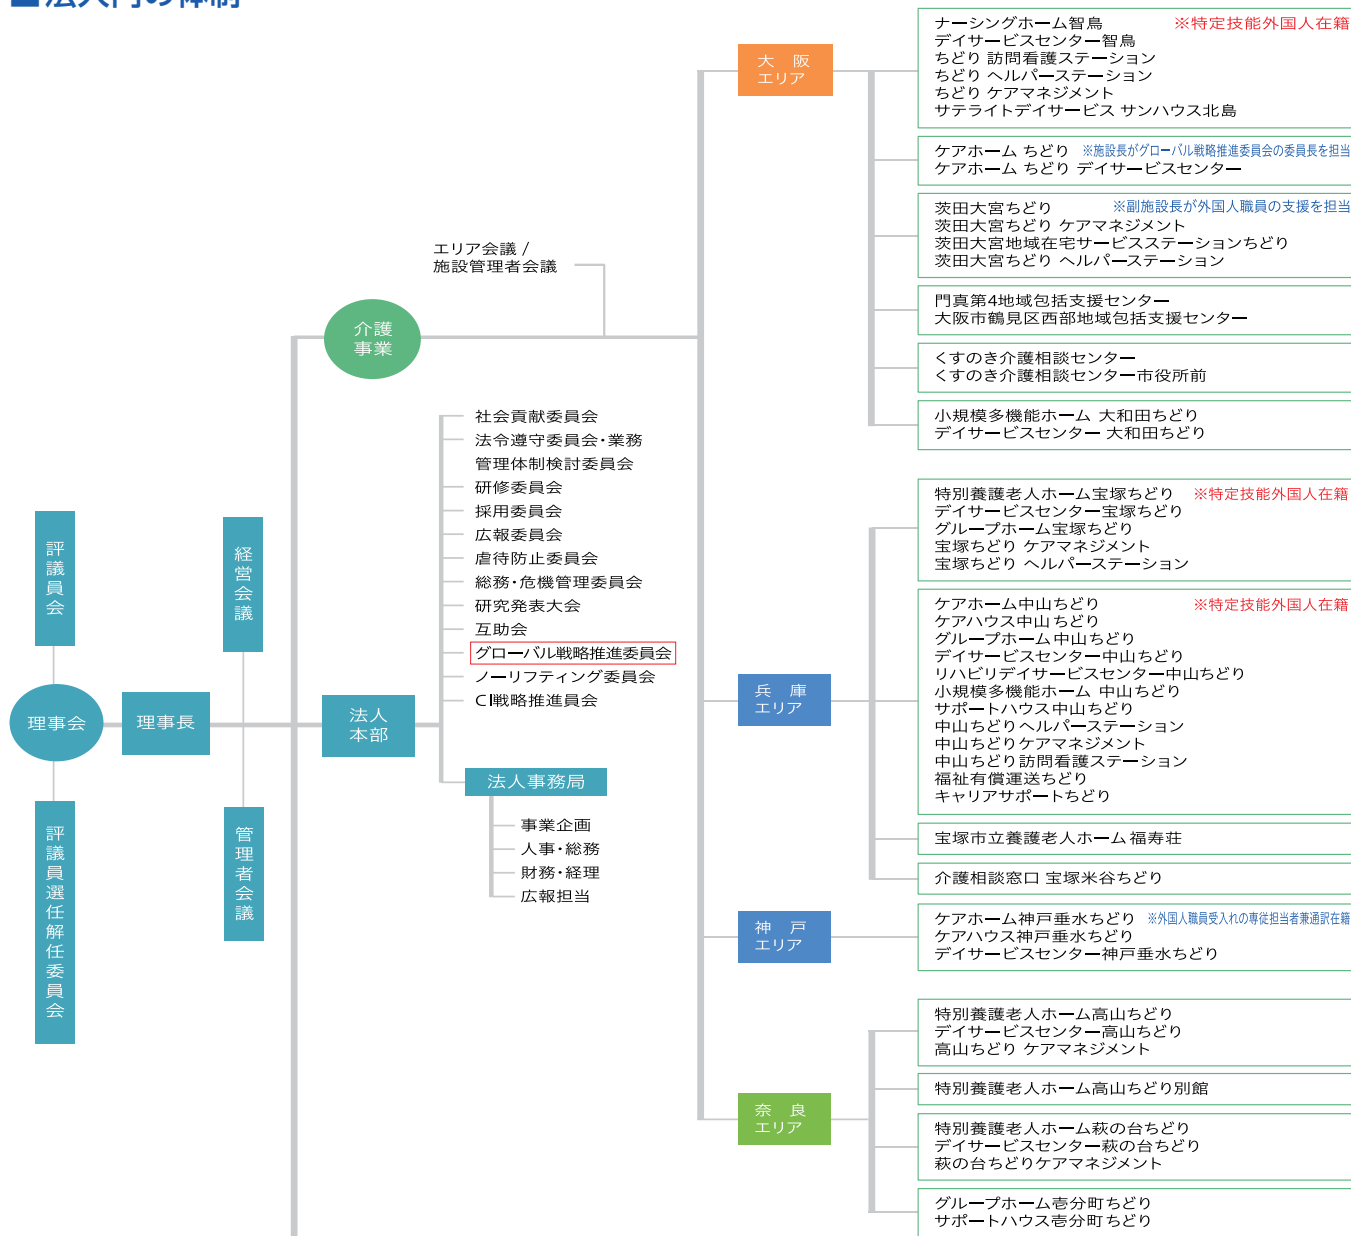 ■法人内の体制
評議員会
理事会
評議員選任解任委員会
理事長
経営会議
管理者会議
介護
事業
エリア会議 /
施設管理者会議
法人
本部
社会貢献委員会
法令遵守委員会・業務
管理体制検討委員会
研修委員会
採用委員会
広報委員会
虐待防止委員会
総務・危機管理委員会
研究発表大会
互助会
グローバル戦略推進委員会
ノーリフティング委員会
CI戦略推進員会
法人事務局
事業企画
人事・総務
財務・経理
広報担当
大 阪
エリア
ナーシングホーム智鳥 ※特定技能外国人在籍
デイサービスセンター智鳥
ちどり 訪問看護ステーション
ちどり ヘルパーステーション
ちどり ケアマネジメント
サテライトデイサービス サンハウス北島
ケアホーム ちどり ※施設長がグローバル戦略推進委員会の委員長を担当
ケアホーム ちどり デイサービスセンター
茨田大宮ちどり ※副施設長が外国人職員の支援を担当
茨田大宮ちどり ケアマネジメント
茨田大宮地域在宅サービスステーションちどり
茨田大宮ちどり ヘルパーステーション
門真第4地域包括支援センター
大阪市鶴見区西部地域包括支援センター
くすのき介護相談センター
くすのき介護相談センター市役所前
小規模多機能ホーム 大和田ちどり
デイサービスセンター 大和田ちどり
兵 庫
エリア
特別養護老人ホーム宝塚ちどり ※特定技能外国人在籍
デイサービスセンター宝塚ちどり
グループホーム宝塚ちどり
宝塚ちどり ケアマネジメント
宝塚ちどり ヘルパーステーション
ケアホーム中山ちどり ※特定技能外国人在籍
ケアハウス中山ちどり
グループホーム中山ちどり
デイサービスセンター中山ちどり
リハビリデイサービスセンター中山ちどり
小規模多機能ホーム 中山ちどり
サポートハウス中山ちどり
中山ちどりヘルパーステーション
中山ちどりケアマネジメント
中山ちどり訪問看護ステーション
福祉有償運送ちどり
キャリアサポートちどり
宝塚市立養護老人ホーム福寿荘
介護相談窓口 宝塚米谷ちどり
神 戸
エリア
ケアホーム神戸垂水ちどり ※外国人職員受入れの専従担当者兼通訳在籍
ケアハウス神戸垂水ちどり
デイサービスセンター神戸垂水ちどり
奈 良
エリア
特別養護老人ホーム高山ちどり
デイサービスセンター高山ちどり
高山ちどり ケアマネジメント
特別養護老人ホーム高山ちどり別館
特別養護老人ホーム萩の台ちどり
デイサービスセンター萩の台ちどり
萩の台ちどりケアマネジメント
グループホーム壱分町ちどり
サポートハウス壱分町ちどり